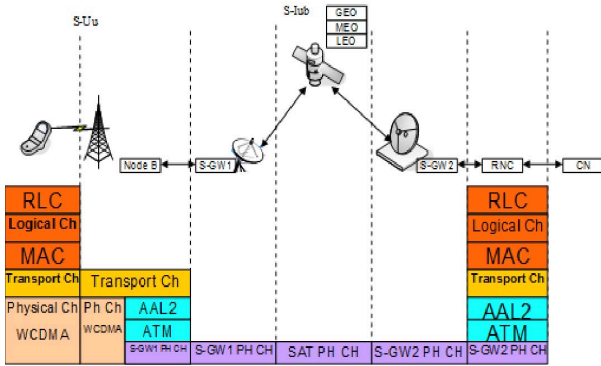 S-Uu
S-Iub
GEO
MEO
LEO
Node B
S-GW1
S-GW2
RNC
CN
RLC
Logical Ch
MAC
Transport Ch
Physical Ch
WCDMA
Transport Ch
Ph Ch
WCDMA
AAL2
ATM
S-GW1 PH CH
S-GW1 PH CH
SAT PH CH
S-GW2 PH CH
RLC
Logical Ch
MAC
Transport Ch
AAL2
ATM
S-GW2 PH CH